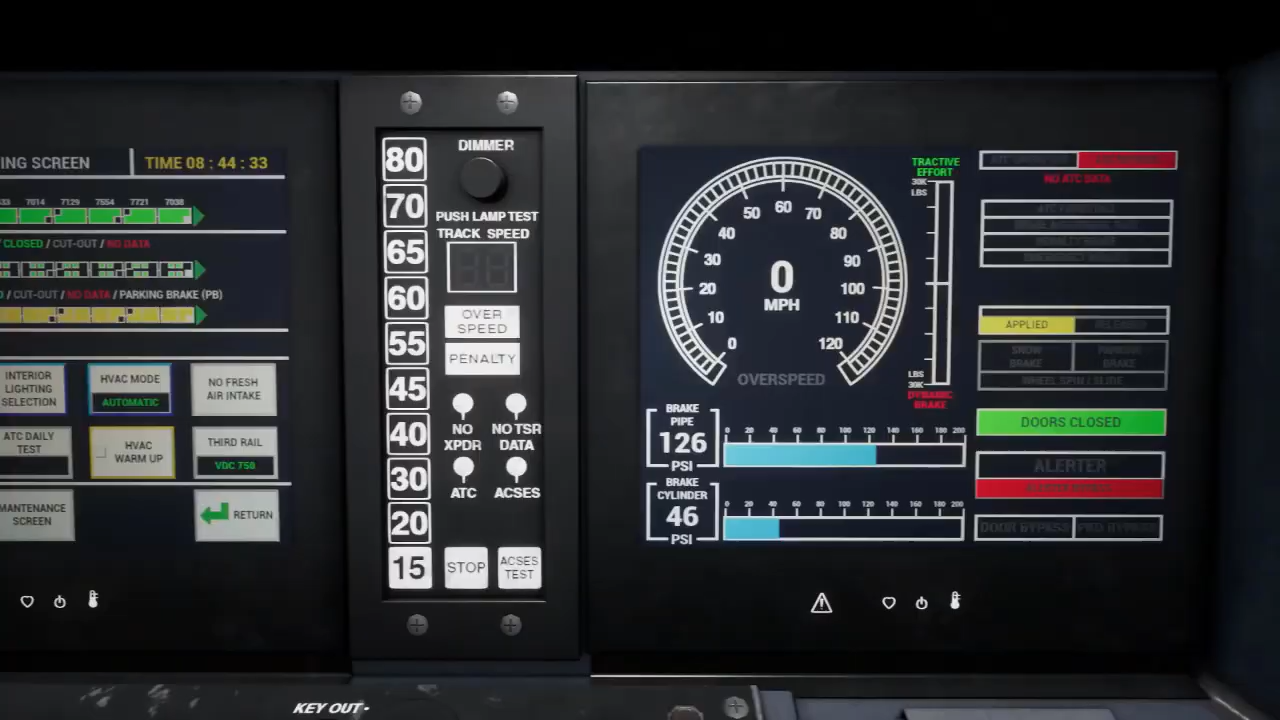 ING SCREEN
TIME 08 : 44 : 33
7014 7129 7554 7721 7038
CLOSED / CUT-OUT / NO DATA
/ CUT-OUT / NO DATA / PARKING BRAKE (PB)
INTERIOR
LIGHTING
SELECTION
HVAC MODE
AUTOMATIC
NO FRESH
AIR INTAKE
ATC DAILY
TEST
HVAC
WARM UP
THIRD RAIL
VDC 750
MAINTENANCE
SCREEN
RETURN
80
70
65
60
55
45
40
30
20
15
DIMMER
PUSH LAMP TEST
TRACK SPEED
OVER
SPEED
PENALTY
NO
XPDR
NO TSR
DATA
ATC
ACSES
STOP
ACSES
TEST
0
10
20
30
40
50
60
70
80
90
100
110
120
0
MPH
OVERSPEED
TRACTIVE
EFFORT
30K
LBS
LBS
30K
DYNAMIC
BRAKE
BRAKE
PIPE
126
PSI
0 20 40 60 80 100 120 140 160 180 200
BRAKE
CYLINDER
46
PSI
0 20 40 60 80 100 120 140 160 180 200
NO ATC DATA
APPLIED
RELEASED
SNOW
BRAKE
PARKING
BRAKE
WHEEL SPIN / SLIDE
DOORS CLOSED
ALERTER
DOOR BYPASS
KEY OUT